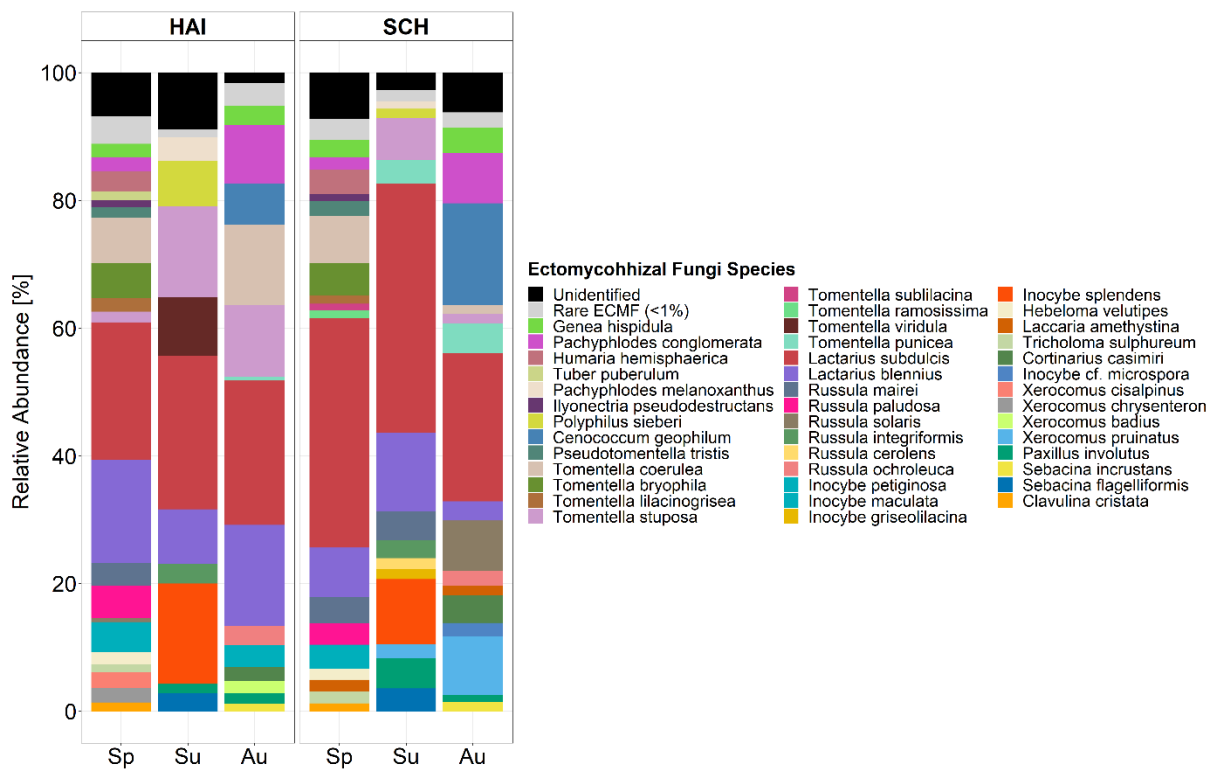 HAI
SCH
100
80
60
40
20
0
Relative Abundance [%]
Sp
Su
Au
Sp
Su
Au
Ectomycohhizal Fungi Species
Unidentified
Rare ECMF (<1%)
Genea hispidula
Pachyphlodes conglomerata
Humaria hemisphaerica
Tuber puberulum
Pachyphlodes melanoxanthus
Ilyonectria pseudodestructans
Polyphilus sieberi
Cenococcum geophilum
Pseudotomentella tristis
Tomentella coerulea
Tomentella bryophila
Tomentella lilacinogrisea
Tomentella stuposa
Tomentella sublilacina
Tomentella ramosissima
Tomentella viridula
Tomentella punicea
Lactarius subdulcis
Lactarius blennius
Russula mairei
Russula paludosa
Russula solaris
Russula integriformis
Russula cerolens
Russula ochroleuca
Inocybe petiginosa
Inocybe maculata
Inocybe griseolilacina
Inocybe splendens
Hebeloma velutipes
Laccaria amethystina
Tricholoma sulphureum
Cortinarius casimiri
Inocybe cf. microspora
Xerocomus cisalpinus
Xerocomus chrysenteron
Xerocomus badius
Xerocomus pruinatus
Paxillus involutus
Sebacina incrustans
Sebacina flagelliformis
Clavulina cristata